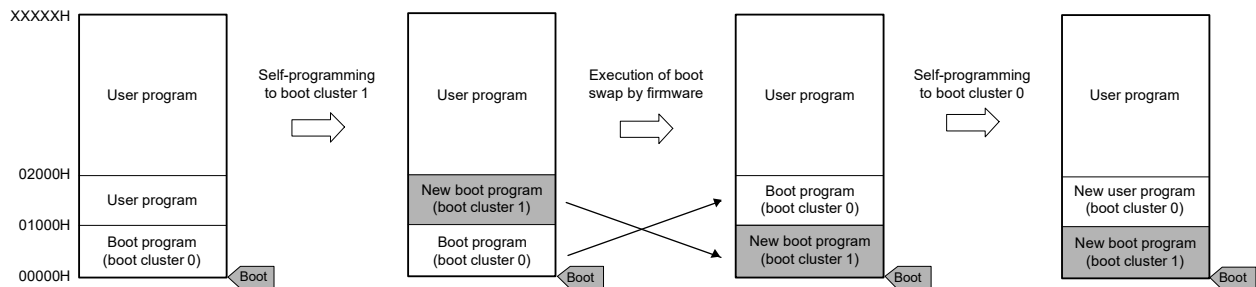 XXXXXH
User program
02000H
User program
01000H
Boot program
(boot cluster 0)
00000H
Boot
Self-programming
to boot cluster 1
User program
New boot program
(boot cluster 1)
Boot program
(boot cluster 0)
Boot
Execution of boot
swap by firmware
User program
Boot program
(boot cluster 0)
New boot program
(boot cluster 1)
Boot
Self-programming
to boot cluster 0
User program
New user program
(boot cluster 0)
New boot program
(boot cluster 1)
Boot